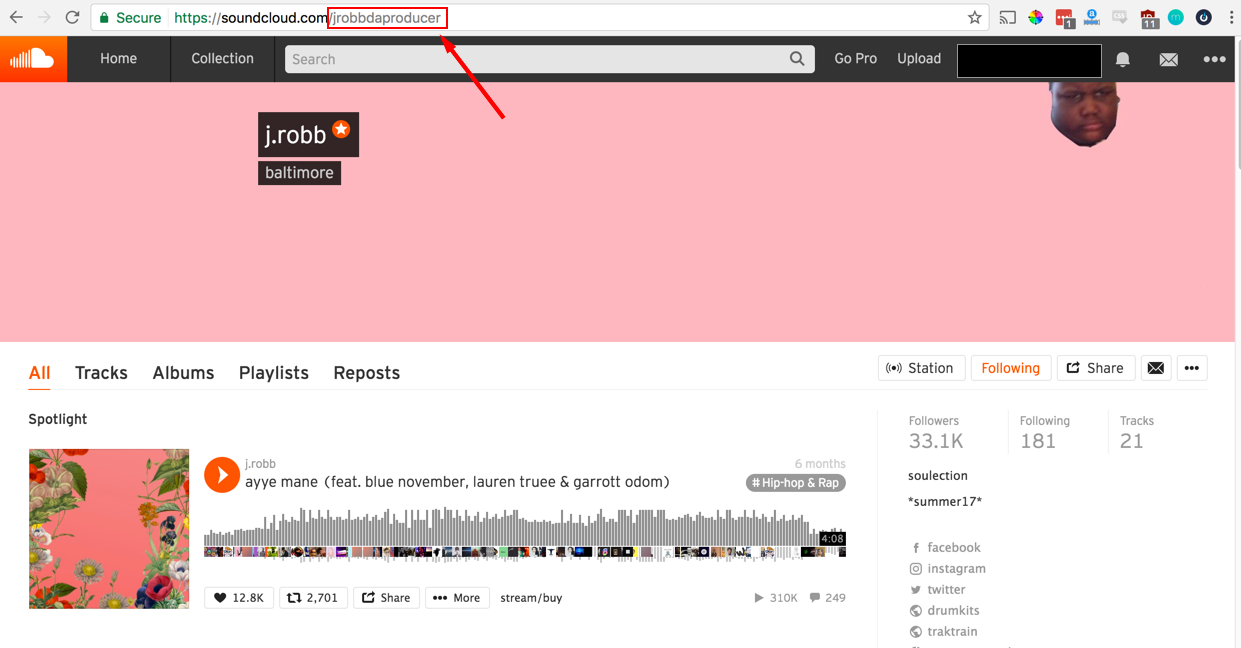 Secure https://soundcloud.com/jrobbdaproducer
1
11
Home Collection Search Go Pro Upload
j.robb
baltimore
All Tracks Albums Playlists Reposts
Station Following Share
Spotlight
j.robb
6 months
ayye mane (feat. blue november, lauren truee & garrott odom)
# Hip-hop & Rap
4:08
12.8K 2,701 Share More stream/buy
310K 249
Followers Following Tracks
33.1K 181 21
soulection
*summer17*
facebook
instagram
twitter
drumkits
traktrain